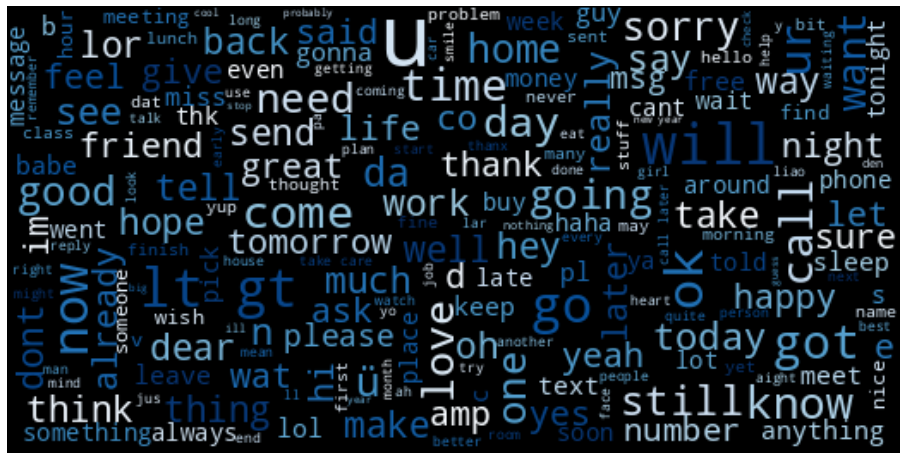 message
remember
b
hour
meeting
lor
lunch
cool
long
probably
back
said
gonna
getting
U
problem
car
smile
home
week
guy
sent
sorry
say
msg
hello
check
help
y
bit
ur
waiting
want
tonight
feel
see
give
miss
even
dat
talk
use
stop
need
coming
time
money
never
really
cant
free
way
wait
find
class
thk
friend
send
life
co
day
eat
stuff
new year
will
night
den
babe
early
pa
plan
start
thanx
many
done
thank
girl
liao
call
around
phone
look
great
thought
da
good
tell
yup
work
buy
going
call later
take
let
im
went
hope
come
fine
lar
nothing
haha
may
morning
sure
reply
finish
tomorrow
well
hey
every
ya
told
guess
sleep
right
might
now
already
someone
big
lt
house
pick
gt
take care
much
job
d
late
pl
later
ok
heart
next
happy
s
dont
wish
ask
watch
yo
keep
go
quite
person
name
v
dear
ill
n
please
place
love
oh
another
one
today
got
best
e
yan
mind
leave
mean
wat
hi
ü
first
month
ah
try
yeah
people
lot
yet
aight
meet
nice
think
jus
thing
ll
year
c
amp
text
face
still
know
something
always
end
lol
make
better
room
yes
soon
number
anything